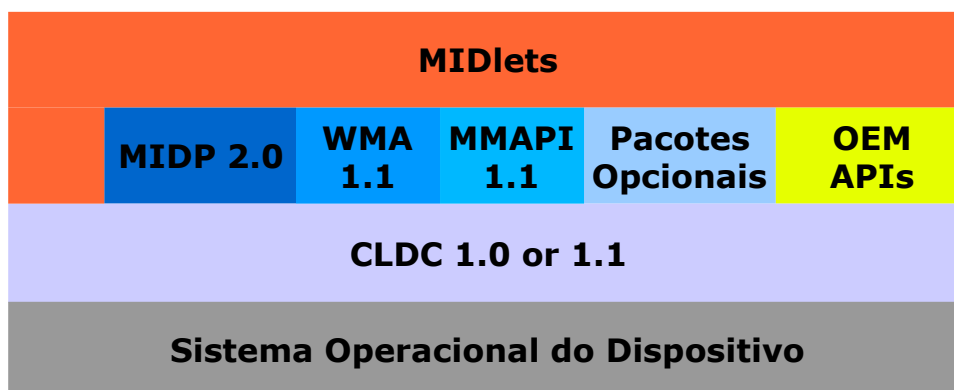 MIDlets
MIDP 2.0
WMA
1.1
MMAPI
1.1
Pacotes
Opcionais
OEM
APIs
CLDC 1.0 or 1.1
Sistema Operacional do Dispositivo